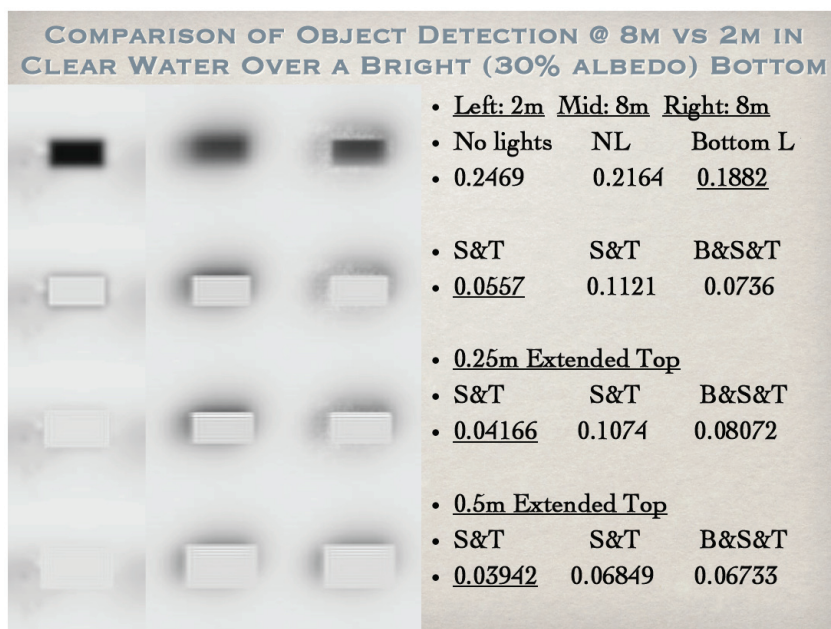 COMPARISON OF OBJECT DETECTION @ 8M VS 2M IN
CLEAR WATER OVER A BRIGHT (30% ALBEDO) BOTTOM
• Left: 2m Mid: 8m Right: 8m
• No lights NL Bottom L
• 0.2469 0.2164 0.1882
• S&T S&T B&S&T
• 0.0557 0.1121 0.0736
• 0.25m Extended Top
• S&T S&T B&S&T
• 0.04166 0.1074 0.08072
• 0.5m Extended Top
• S&T S&T B&S&T
• 0.03942 0.06849 0.06733